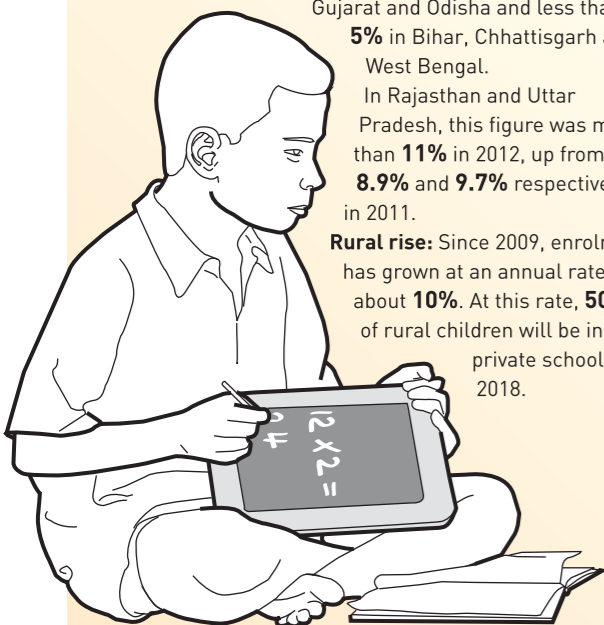 Gujarat and Odisha and less tha
5% in Bihar, Chhattisgarh a
West Bengal.
In Rajasthan and Uttar
Pradesh, this figure was m
than 11% in 2012, up from
8.9% and 9.7% respective
in 2011.
Rural rise: Since 2009, enrol
has grown at an annual rate
about 10%. At this rate, 50
of rural children will be in
private school
2018.
12 x 2 =
24